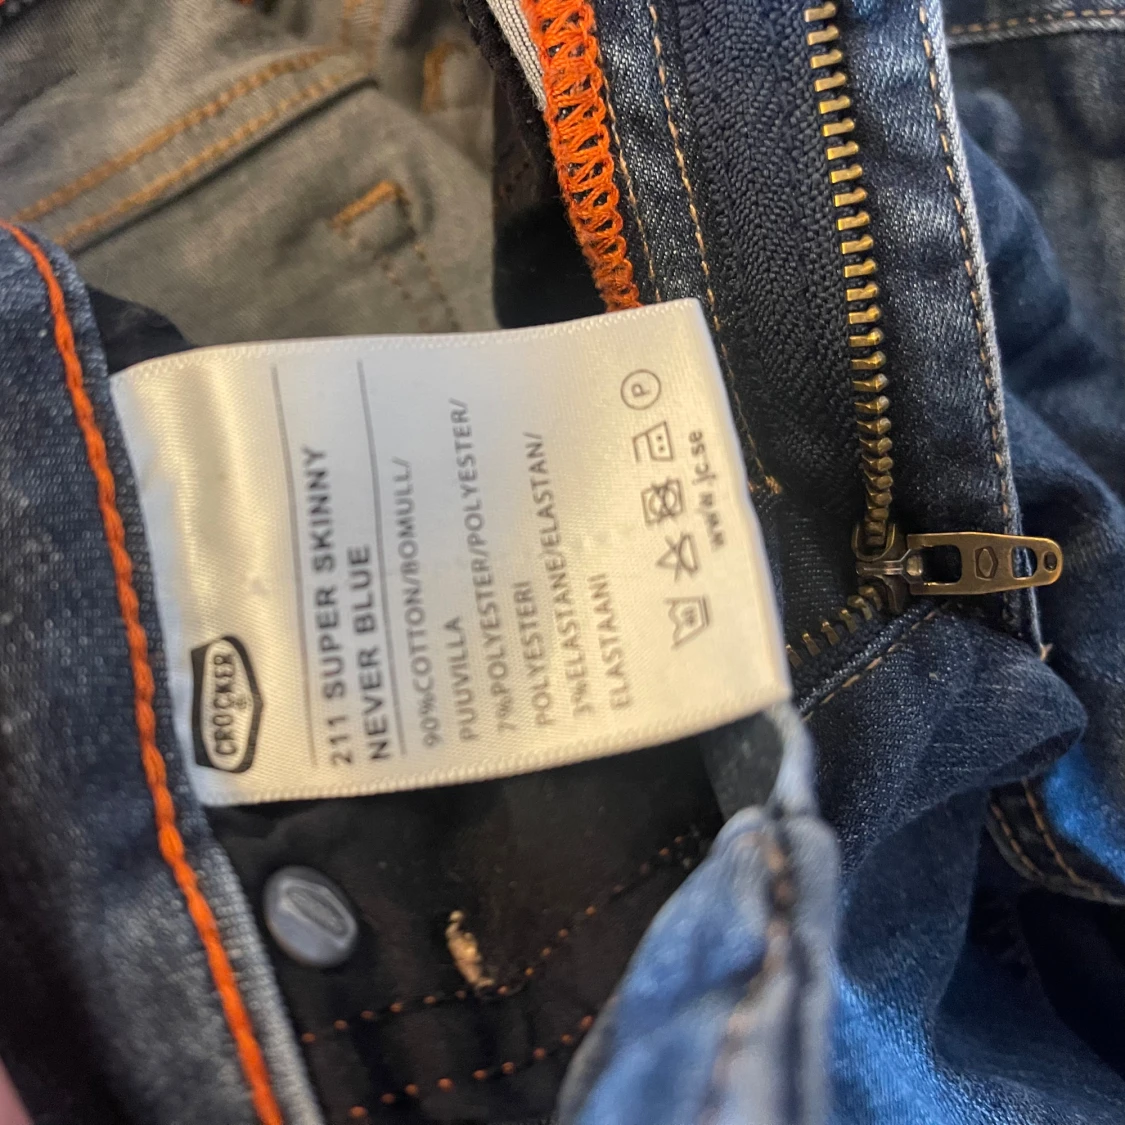 CROCKER
211 SUPER SKINNY
NEVER BLUE
90%COTTON/BOMULL/
PUUVILLA
7%POLYESTER/POLYESTER/
POLYESTERI
3%ELASTANE/ELASTAN/
ELASTAANI
P
www.jc.se